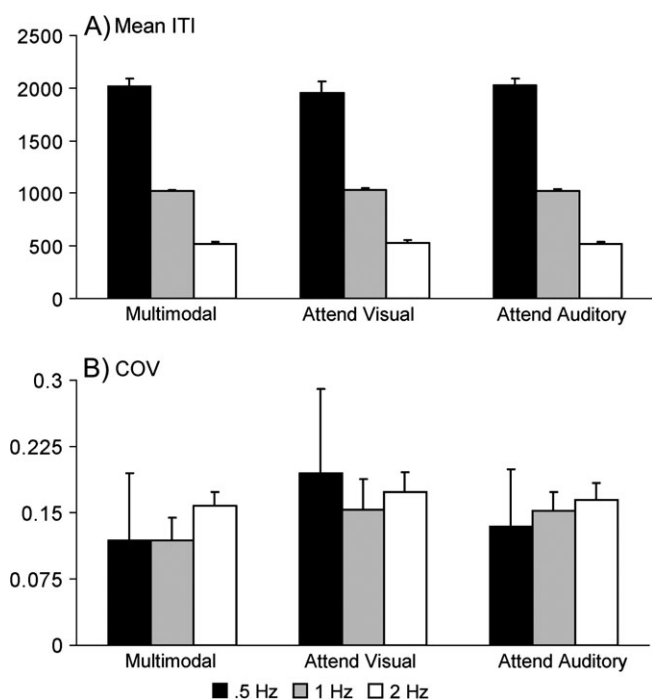 A) Mean ITI
2500
2000
1500
1000
500
0
Multimodal Attend Visual Attend Auditory
B) COV
0.3
0.225
0.15
0.075
0
Multimodal Attend Visual Attend Auditory
.5 Hz 1 Hz 2 Hz